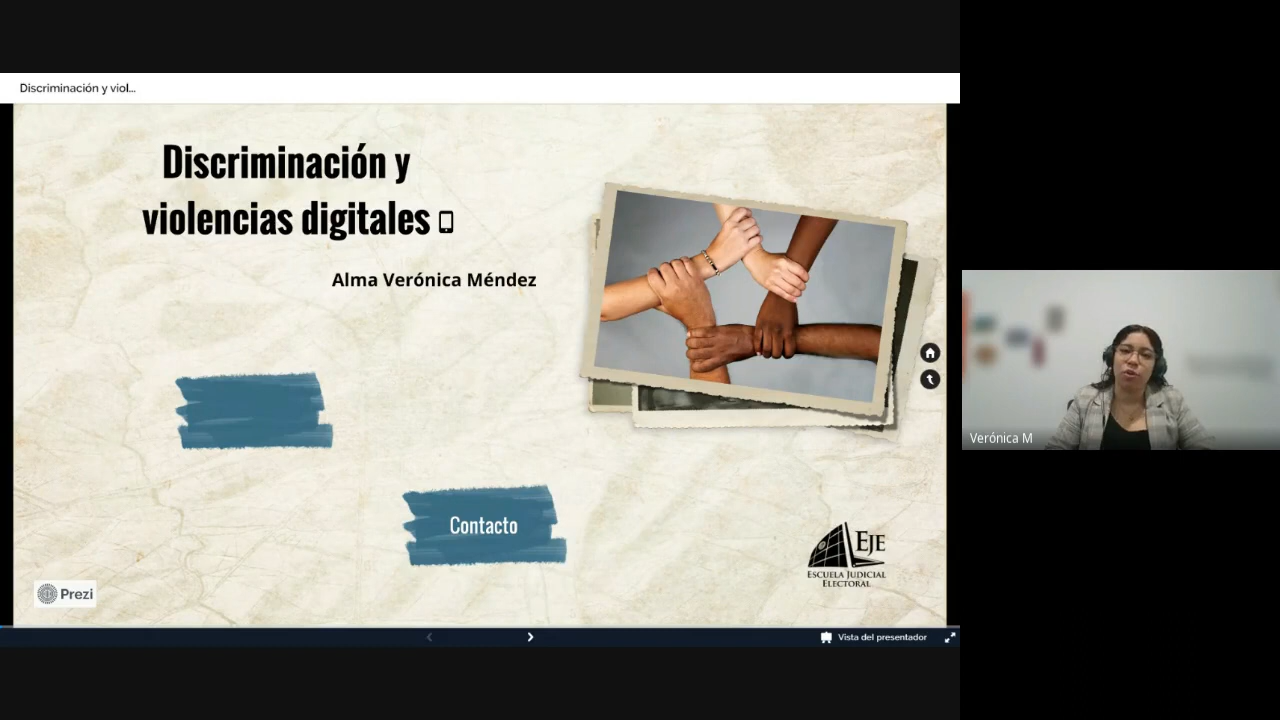 Discriminación y viol...
Discriminación y
violencias digitales
Alma Verónica Méndez
Contacto
EJE
ESCUELA JUDICIAL
ELECTORAL
Prezi
Vista del presentador
Verónica M